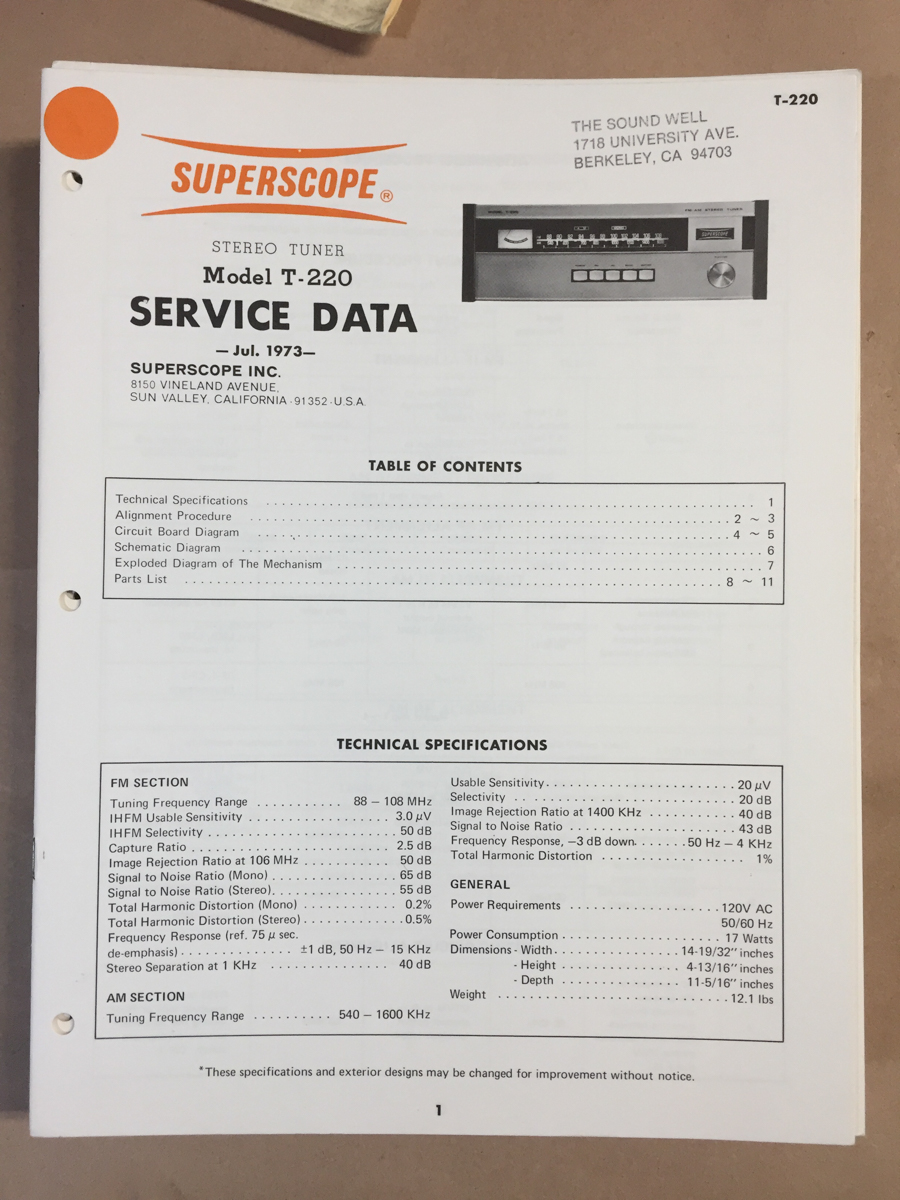 T-220
THE SOUND WELL
1718 UNIVERSITY AVE.
BERKELEY, CA 94703
SUPERSCOPE®
STEREO TUNER
Model T-220
SERVICE DATA
— Jul. 1973—
SUPERSCOPE INC.
8150 VINELAND AVENUE,
SUN VALLEY, CALIFORNIA · 91352 · U.S.A.
SUPERSCOPE
TABLE OF CONTENTS
Technical Specifications . . . . . 1
Alignment Procedure . . . . . 2 ~ 3
Circuit Board Diagram . . . . . 4 ~ 5
Schematic Diagram . . . . . 6
Exploded Diagram of The Mechanism . . . . . 7
Parts List . . . . . 8 ~ 11
TECHNICAL SPECIFICATIONS
FM SECTION
Tuning Frequency Range . . . . . 88 – 108 MHz
IHFM Usable Sensitivity . . . . . 3.0 μV
IHFM Selectivity . . . . . 50 dB
Capture Ratio . . . . . 2.5 dB
Image Rejection Ratio at 106 MHz . . . . . 50 dB
Signal to Noise Ratio (Mono) . . . . . 65 dB
Signal to Noise Ratio (Stereo) . . . . . 55 dB
Total Harmonic Distortion (Mono) . . . . . 0.2%
Total Harmonic Distortion (Stereo) . . . . . 0.5%
Frequency Response (ref. 75 μ sec.
de-emphasis) . . . . . ±1 dB, 50 Hz – 15 KHz
Stereo Separation at 1 KHz . . . . . 40 dB
AM SECTION
Tuning Frequency Range . . . . . 540 – 1600 KHz
Usable Sensitivity . . . . . 20 μV
Selectivity . . . . . 20 dB
Image Rejection Ratio at 1400 KHz . . . . . 40 dB
Signal to Noise Ratio . . . . . 43 dB
Frequency Response, –3 dB down . . . . . 50 Hz – 4 KHz
Total Harmonic Distortion . . . . . 1%
GENERAL
Power Requirements . . . . . 120V AC
50/60 Hz
Power Consumption . . . . . 17 Watts
Dimensions - Width . . . . . 14-19/32" inches
- Height . . . . . 4-13/16" inches
- Depth . . . . . 11-5/16" inches
Weight . . . . . 12.1 lbs
*These specifications and exterior designs may be changed for improvement without notice.
1